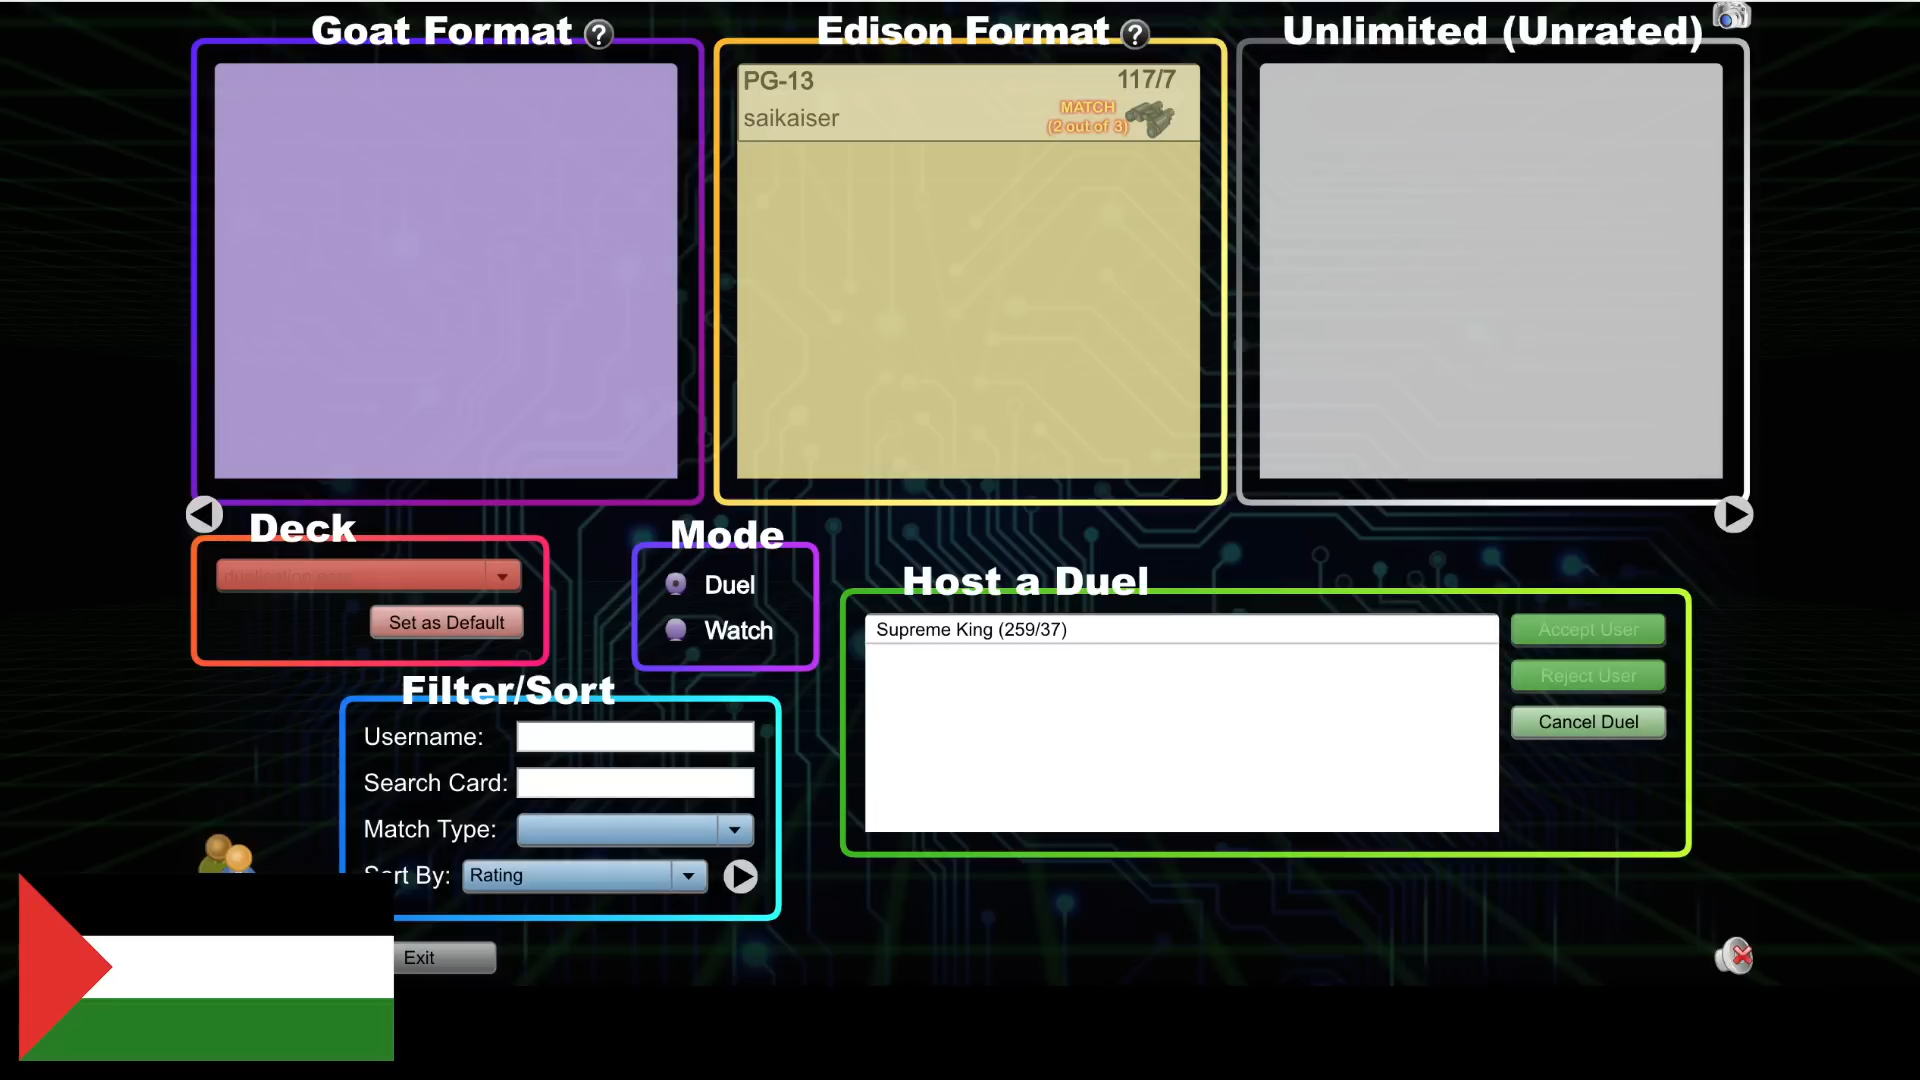 Goat Format ?
Edison Format ?
Unlimited (Unrated)
PG-13
117/7
saikaiser
MATCH
(2 out of 3)
Deck
Set as Default
Mode
Duel
Watch
Host a Duel
Supreme King (259/37)
Accept User
Reject User
Cancel Duel
Filter/Sort
Username:
Search Card:
Match Type:
Sort By:
Rating
Exit